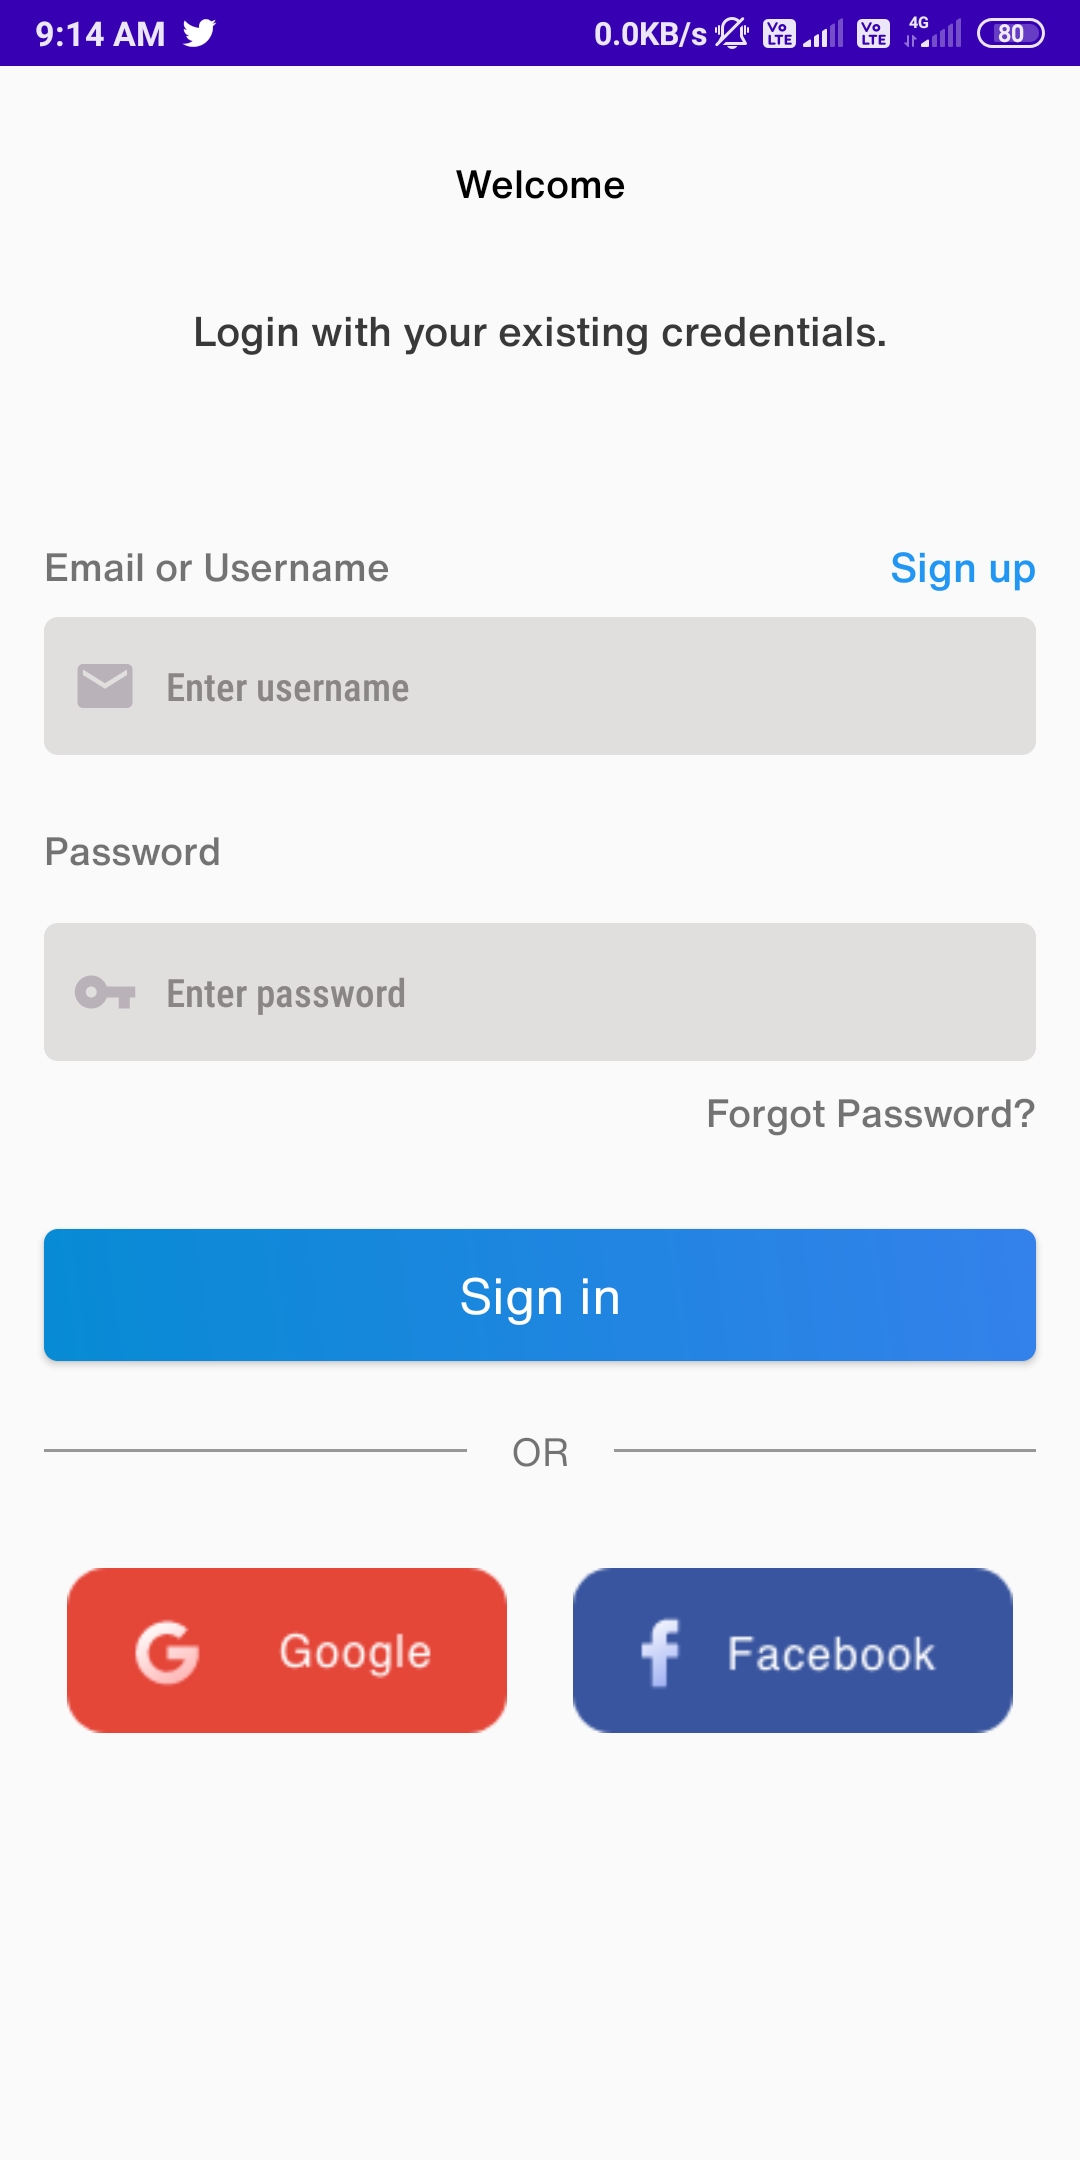 9:14 AM 0.0KB/s Vo LTE Vo LTE 4G 80
Welcome
Login with your existing credentials.
Email or Username Sign up
Enter username
Password
Enter password
Forgot Password?
Sign in
OR
G Google f Facebook